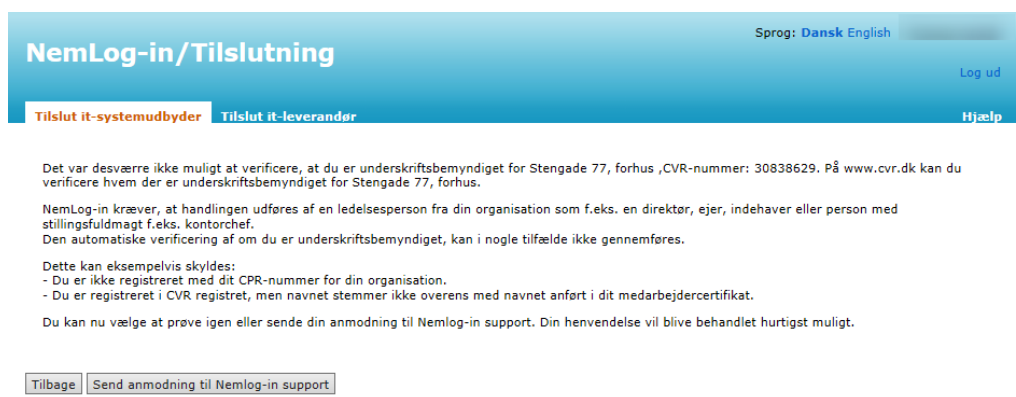 Sprog: Dansk English
NemLog-in/Tilslutning
Log ud
Tilslut it-systemudbyder Tilslut it-leverandør Hjælp
Det var desværre ikke muligt at verificere, at du er underskriftsbemyndiget for Stengade 77, forhus ,CVR-nummer: 30838629. På www.cvr.dk kan du
verificere hvem der er underskriftsbemyndiget for Stengade 77, forhus.
NemLog-in kræver, at handlingen udføres af en ledelsesperson fra din organisation som f.eks. en direktør, ejer, indehaver eller person med
stillingsfuldmagt f.eks. kontorchef.
Den automatiske verificering af om du er underskriftsbemyndiget, kan i nogle tilfælde ikke gennemføres.
Dette kan eksempelvis skyldes:
- Du er ikke registreret med dit CPR-nummer for din organisation.
- Du er registreret i CVR registret, men navnet stemmer ikke overens med navnet anført i dit medarbejdercertifikat.
Du kan nu vælge at prøve igen eller sende din anmodning til Nemlog-in support. Din henvendelse vil blive behandlet hurtigst muligt.
Tilbage Send anmodning til Nemlog-in support